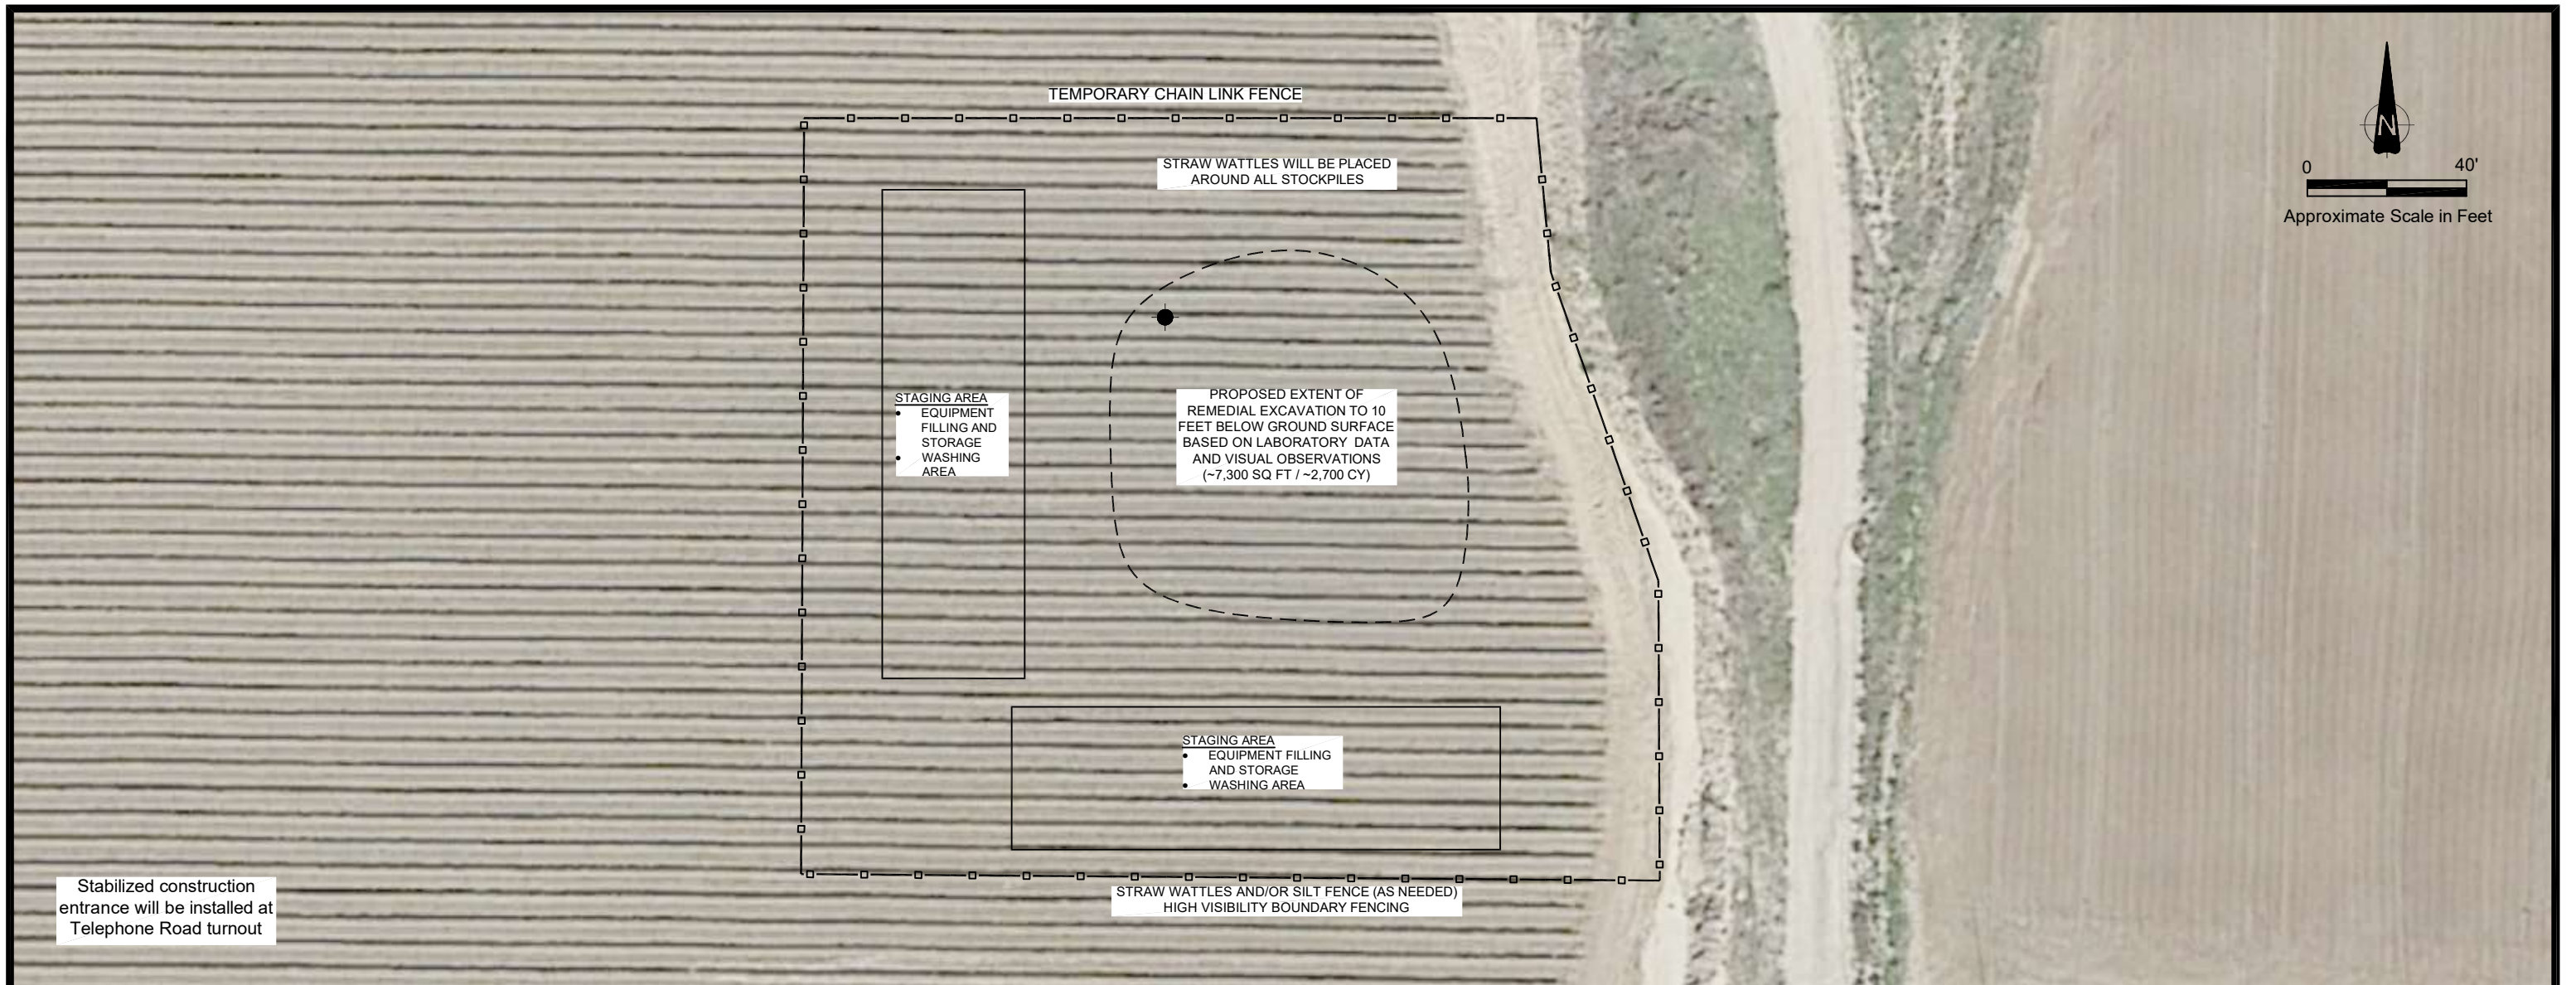 TEMPORARY CHAIN LINK FENCE
STRAW WATTLES WILL BE PLACED
AROUND ALL STOCKPILES
N
0 40'
Approximate Scale in Feet
STAGING AREA
• EQUIPMENT
FILLING AND
STORAGE
• WASHING
AREA
PROPOSED EXTENT OF
REMEDIAL EXCAVATION TO 10
FEET BELOW GROUND SURFACE
BASED ON LABORATORY DATA
AND VISUAL OBSERVATIONS
(~7,300 SQ FT / ~2,700 CY)
STAGING AREA
• EQUIPMENT FILLING
AND STORAGE
• WASHING AREA
STRAW WATTLES AND/OR SILT FENCE (AS NEEDED)
HIGH VISIBILITY BOUNDARY FENCING
Stabilized construction
entrance will be installed at
Telephone Road turnout